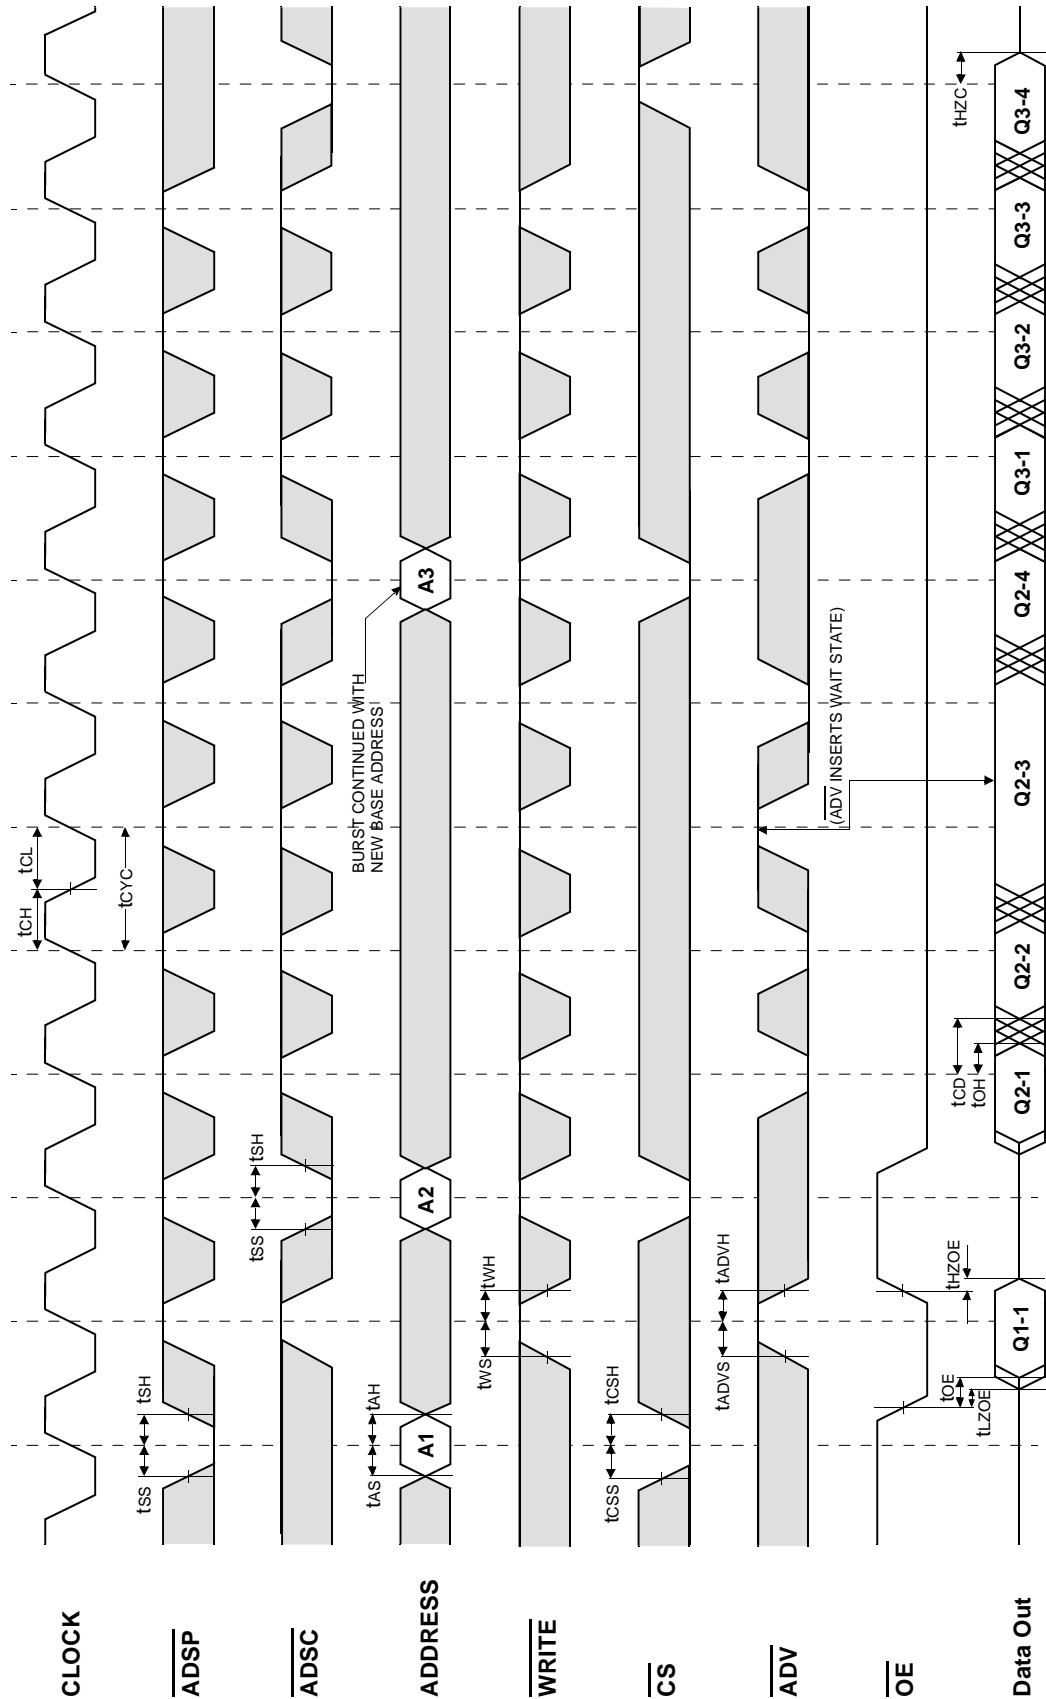 CLOCK
tCH
tCL
tCYC
ADSP
tSS
tSH
ADSC
tSS
tSH
ADDRESS
tAS
tAH
A1
A2
BURST CONTINUED WITH
NEW BASE ADDRESS
A3
WRITE
tWS
tWH
CS
tCSS
tCSH
ADV
tADVS
tADVH
(ADV INSERTS WAIT STATE)
OE
tOE
tLZOE
tHZOE
tCD
tOH
tHZC
Data Out
Q1-1
Q2-1
Q2-2
Q2-3
Q2-4
Q3-1
Q3-2
Q3-3
Q3-4